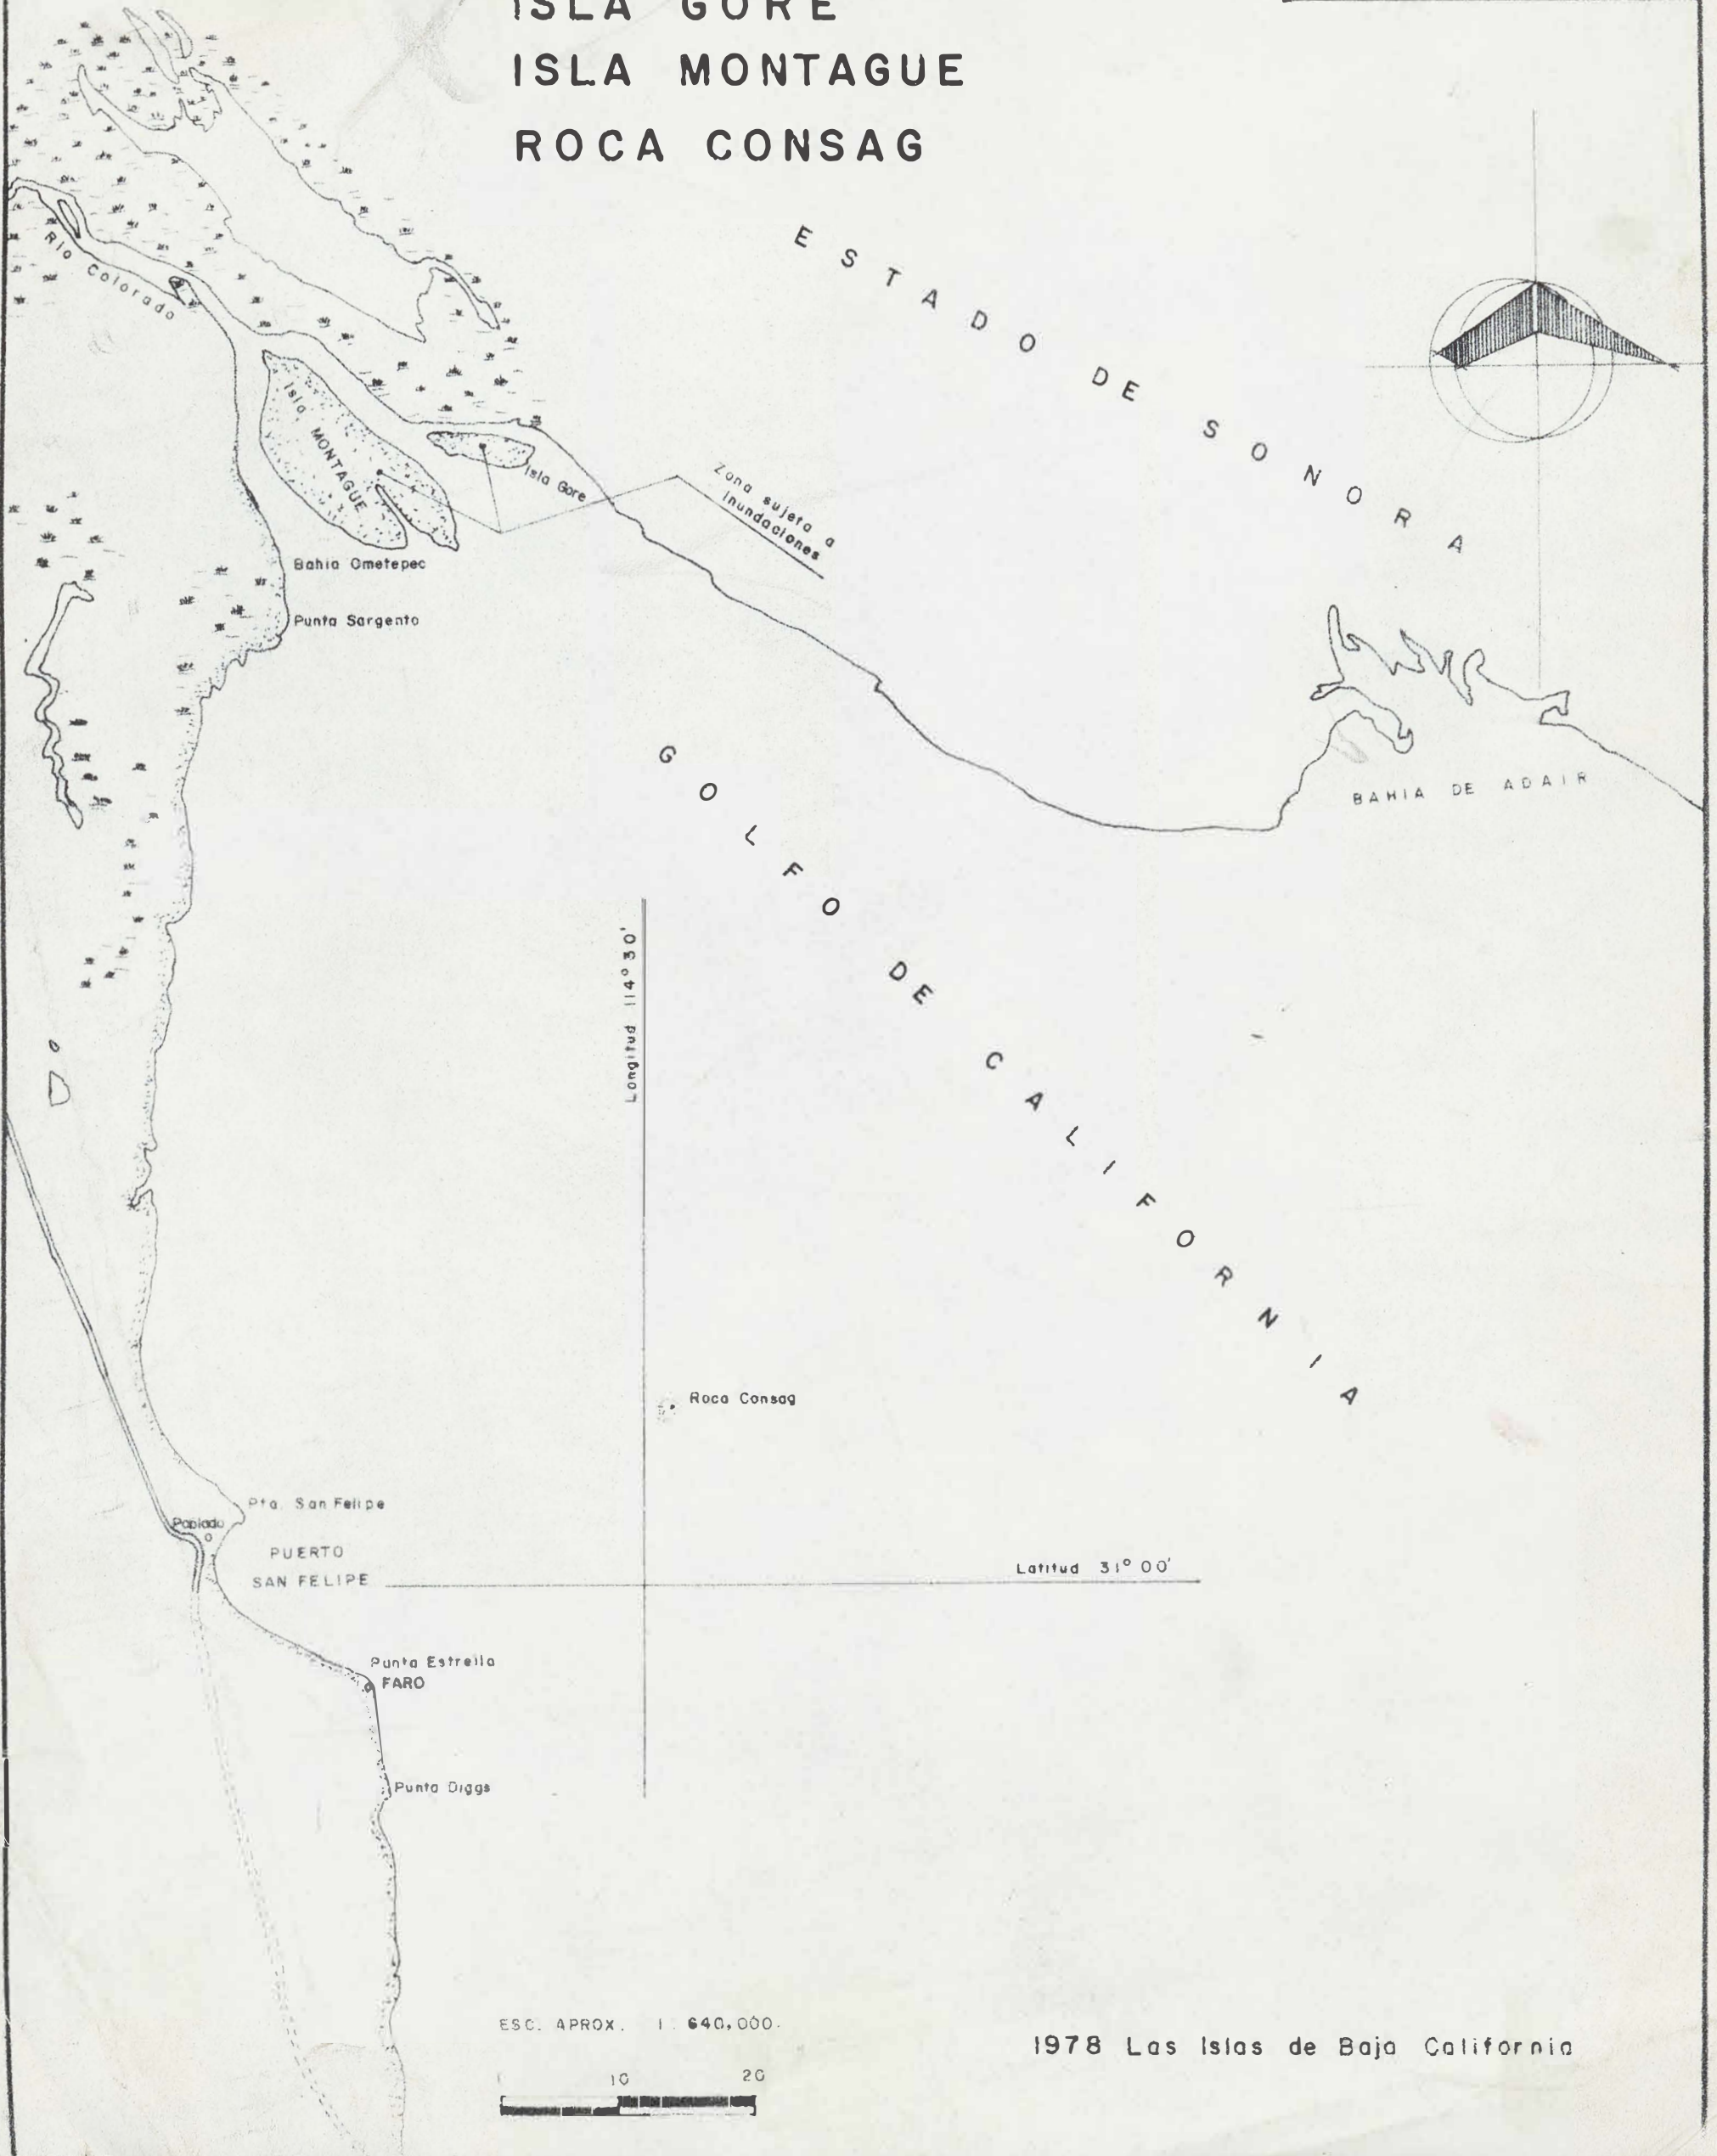 ISLA GORE
ISLA MONTAGUE
ROCA CONSAG
ESTADO DE SONORA
Rio Colorado
Isla MONTAGUE
Isla Gore
Zona sujeta a
inundaciones
Bahia Ometepec
Punta Sargento
BAHIA DE ADAIR
GOLFO DE CALIFORNIA
Longitud 114° 30'
Roca Consag
Pta. San Felipe
Poblado
PUERTO
SAN FELIPE
Latitud 31° 00'
Punta Estrella
FARO
Punta Diggs
ESC. APROX. 1: 640,000.
10 20
1978 Las Islas de Baja California